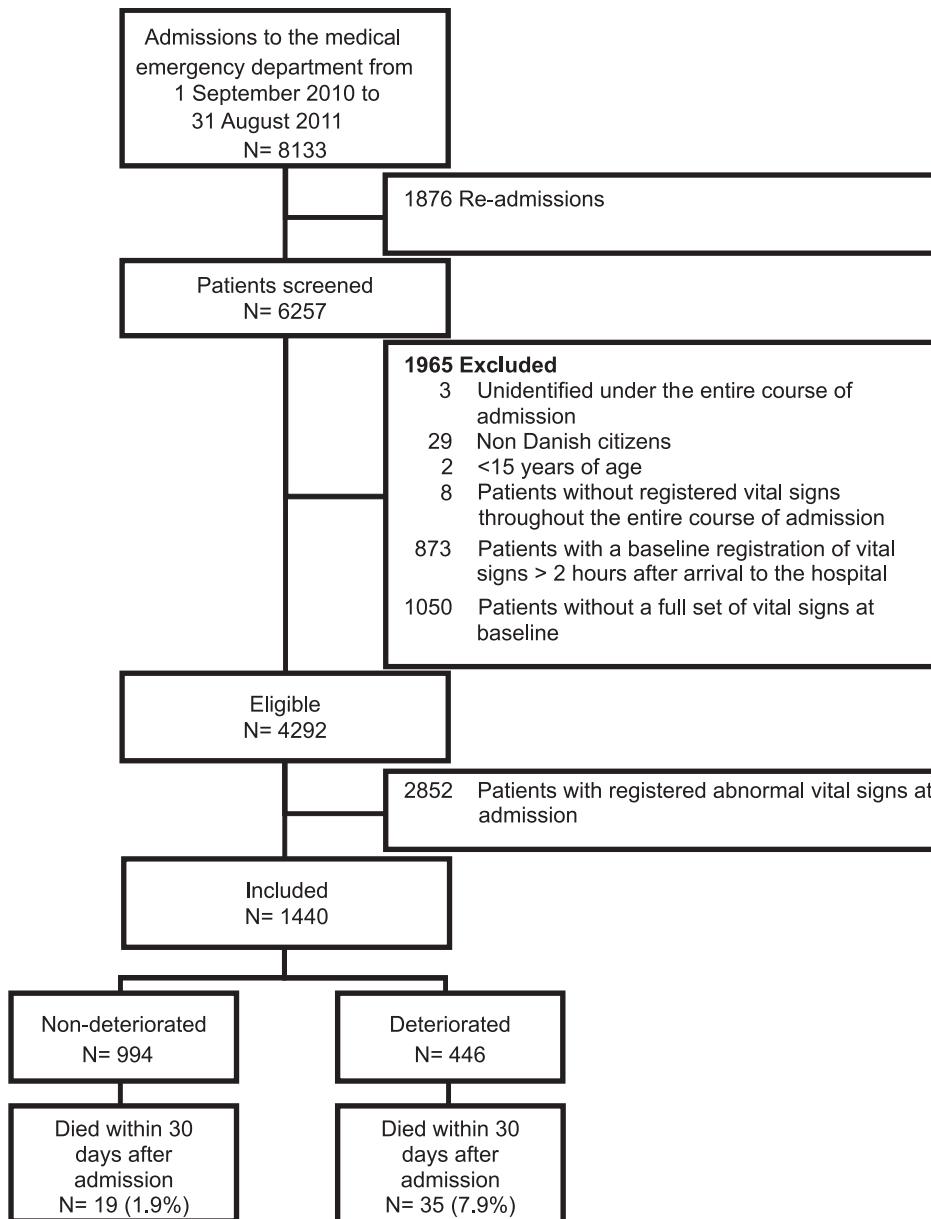 Admissions to the medical
emergency department from
1 September 2010 to
31 August 2011
N= 8133
1876 Re-admissions
Patients screened
N= 6257
1965 Excluded
3 Unidentified under the entire course of
admission
29 Non Danish citizens
2 <15 years of age
8 Patients without registered vital signs
throughout the entire course of admission
873 Patients with a baseline registration of vital
signs > 2 hours after arrival to the hospital
1050 Patients without a full set of vital signs at
baseline
Eligible
N= 4292
2852 Patients with registered abnormal vital signs at
admission
Included
N= 1440
Non-deteriorated
N= 994
Deteriorated
N= 446
Died within 30
days after
admission
N= 19 (1.9%)
Died within 30
days after
admission
N= 35 (7.9%)